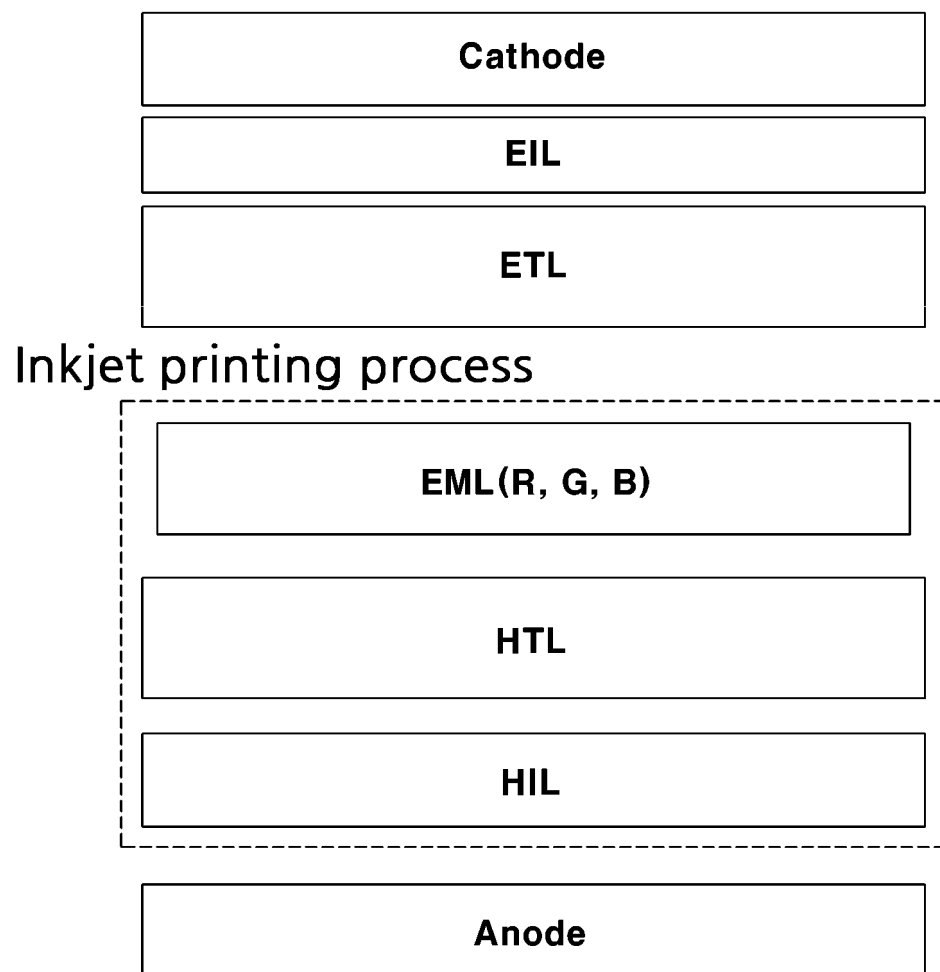 Cathode
EIL
ETL
Inkjet printing process
EML(R, G, B)
HTL
HIL
Anode